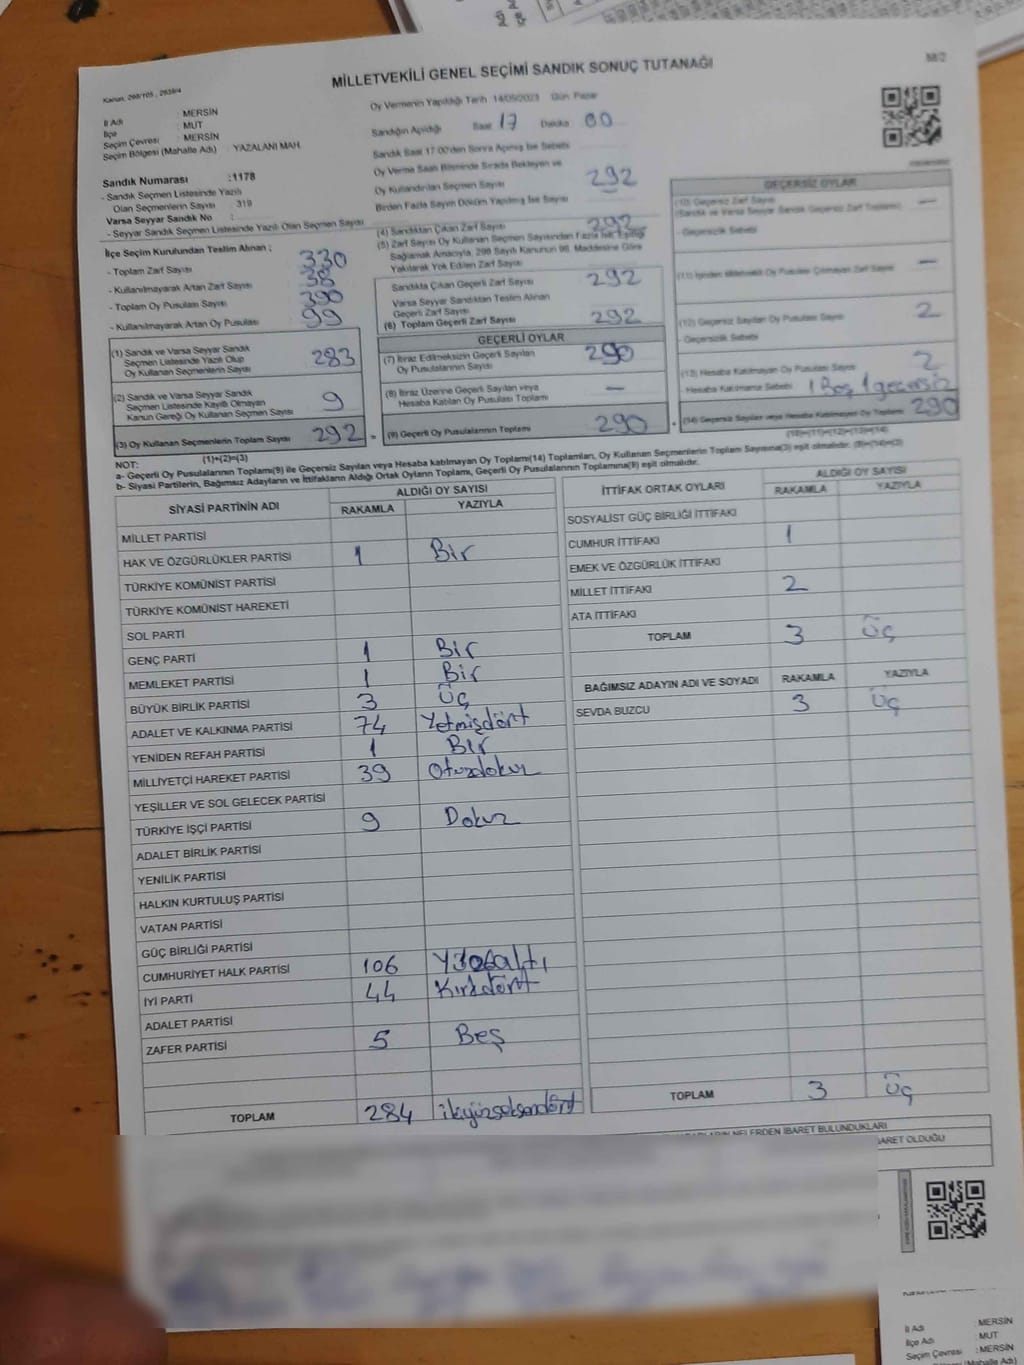 MİLLETVEKİLİ GENEL SEÇİMİ SANDIK SONUÇ TUTANAĞI
M/2
İl Adı : MERSİN
İlçe : MUT
Seçim Çevresi : MERSİN
Seçim Bölgesi (Mahalle Adı) : YAZALANI MAH.
Oy Vermenin Yapıldığı Tarih 14/05/2023 Gün Pazar
Sandığın Açıldığı Saat 17 Dakika 00
Sandık Saat 17:00'den Sonra Açılmış İse Sebebi
Oy Verme Saati Bitiminde Sırada Bekleyen ve
Oy Kullandırılan Seçmen Sayısı 292
Birden Fazla Sayım Döküm Yapılmış İse Sayısı
Sandık Numarası :1178
- Sandık Seçmen Listesinde Yazılı
Olan Seçmenlerin Sayısı : 319
Varsa Seyyar Sandık No :
- Seyyar Sandık Seçmen Listesinde Yazılı Olan Seçmen Sayısı
İlçe Seçim Kurulundan Teslim Alınan ;
- Toplam Zarf Sayısı 330
- Kullanılmayarak Artan Zarf Sayısı 38
- Toplam Oy Pusulası Sayısı 390
- Kullanılmayarak Artan Oy Pusulası 99
(1) Sandık ve Varsa Seyyar Sandık
Seçmen Listesinde Yazılı Olup
Oy Kullanan Seçmenlerin Sayısı 283
(2) Sandık ve Varsa Seyyar Sandık
Seçmen Listesinde Kayıtlı Olmayan
Kanun Gereği Oy Kullanan Seçmen Sayısı 9
(3) Oy Kullanan Seçmenlerin Toplam Sayısı 292 =
(1)+(2)=(3)
(4) Sandıktan Çıkan Zarf Sayısı 292
(5) Zarf Sayısı Oy Kullanan Seçmen Sayısından Fazla İse, Eşitliği
Sağlamak Amacıyla, 298 Sayılı Kanunun 98. Maddesine Göre
Yakılarak Yok Edilen Zarf Sayısı
Sandıkta Çıkan Geçerli Zarf Sayısı 292
Varsa Seyyar Sandıktan Teslim Alınan
Geçerli Zarf Sayısı
(6) Toplam Geçerli Zarf Sayısı 292
GEÇERLİ OYLAR
(7) İtiraz Edilmeksizin Geçerli Sayılan
Oy Pusulalarının Sayısı 290
(8) İtiraz Üzerine Geçerli Sayılan veya
Hesaba Katılan Oy Pusulası Toplamı —
(9) Geçerli Oy Pusulalarının Toplamı 290 +
GEÇERSİZ OYLAR
(10) Geçersiz Zarf Sayısı —
(Sandık ve Varsa Seyyar Sandık Geçersiz Zarf Toplamı)
- Geçersizlik Sebebi
(11) İçinden Milletvekili Oy Pusulası Çıkmayan Zarf Sayısı —
(12) Geçersiz Sayılan Oy Pusulası Sayısı 2
- Geçersizlik Sebebi
(13) Hesaba Katılmayan Oy Pusulası Sayısı 2
- Hesaba Katılmama Sebebi 1 Boş 1 geçersiz
(14) Geçersiz Sayılan veya Hesaba Katılmayan Oy Toplamı 290
(10)+(11)+(12)+(13)=(14)
NOT:
a- Geçerli Oy Pusulalarının Toplamı(9) ile Geçersiz Sayılan veya Hesaba katılmayan Oy Toplamı(14) Toplamları, Oy Kullanan Seçmenlerin Toplam Sayısına(3) eşit olmalıdır.
b- Siyasi Partilerin, Bağımsız Adayların ve İttifakların Aldığı Ortak Oyların Toplamı, Geçerli Oy Pusulalarının Toplamına(9) eşit olmalıdır.
SİYASİ PARTİNİN ADI
ALDIĞI OY SAYISI
RAKAMLA YAZIYLA
MİLLET PARTİSİ
HAK VE ÖZGÜRLÜKLER PARTİSİ 1 Bir
TÜRKİYE KOMÜNİST PARTİSİ
TÜRKİYE KOMÜNİST HAREKETİ
SOL PARTİ
GENÇ PARTİ 1 Bir
MEMLEKET PARTİSİ 1 Bir
BÜYÜK BİRLİK PARTİSİ 3 Üç
ADALET VE KALKINMA PARTİSİ 74 Yetmişdört
YENİDEN REFAH PARTİSİ 1 Bir
MİLLİYETÇİ HAREKET PARTİSİ 39 Otuzdokuz
YEŞİLLER VE SOL GELECEK PARTİSİ
TÜRKİYE İŞÇİ PARTİSİ 9 Dokuz
ADALET BİRLİK PARTİSİ
YENİLİK PARTİSİ
HALKIN KURTULUŞ PARTİSİ
VATAN PARTİSİ
GÜÇ BİRLİĞİ PARTİSİ
CUMHURİYET HALK PARTİSİ 106 Yüzaltı
İYİ PARTİ 44 Kırkdört
ADALET PARTİSİ
ZAFER PARTİSİ 5 Beş
TOPLAM 284 ikiyüzseksendört
İTTİFAK ORTAK OYLARI
ALDIĞI OY SAYISI
RAKAMLA YAZIYLA
SOSYALİST GÜÇ BİRLİĞİ İTTİFAKI
CUMHUR İTTİFAKI 1
EMEK VE ÖZGÜRLÜK İTTİFAKI
MİLLET İTTİFAKI 2
ATA İTTİFAKI
TOPLAM 3 Üç
BAĞIMSIZ ADAYIN ADI VE SOYADI RAKAMLA YAZIYLA
SEVDA BUZCU 3 Üç
TOPLAM 3 Üç
NELERDEN İBARET BULUNDUKLARI
İBARET OLDUĞU
İl Adı : MERSİN
İlçe Adı : MUT
Seçim Çevresi : MERSİN